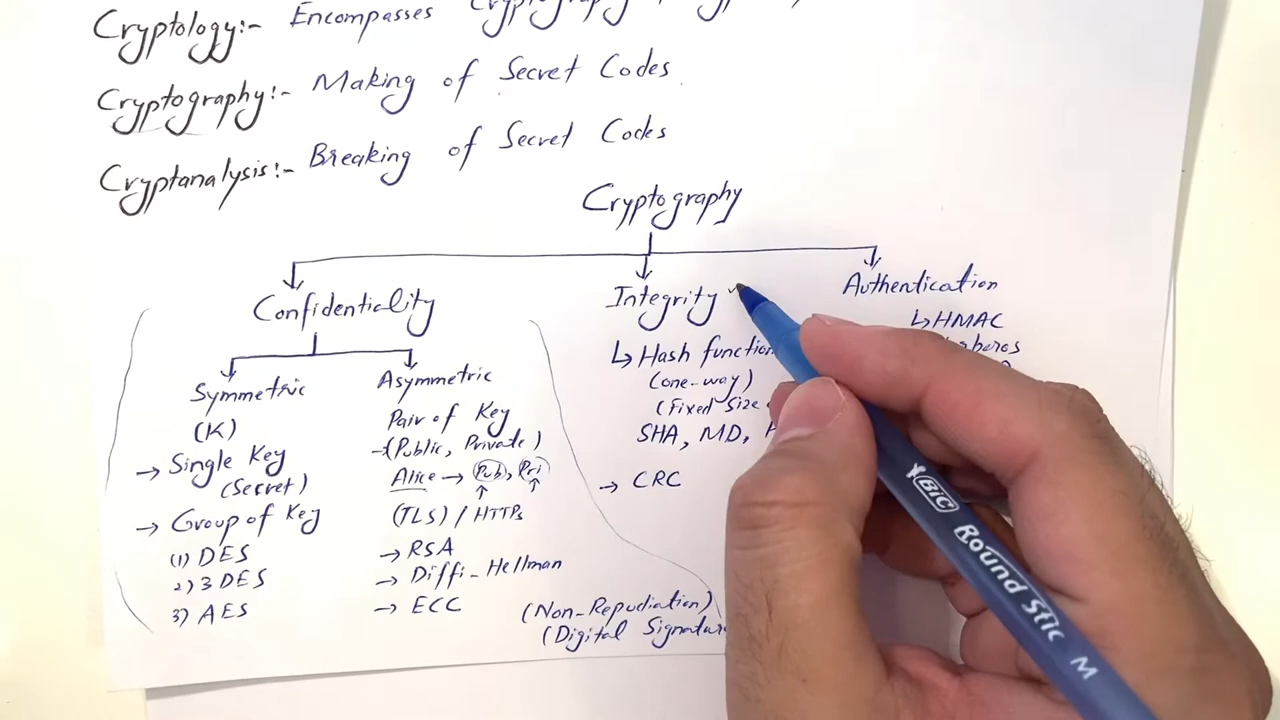 Cryptology:- Encompasses
Cryptography:- Making of Secret Codes
Cryptanalysis:- Breaking of Secret Codes
Cryptography
Confidentiality
Integrity
Authentication
Symmetric
(K)
→ Single Key
(Secret)
→ Group of Key
(1) DES
2) 3 DES
3) AES
Asymmetric
Pair of Key
(Public, Private)
Alice → Pub, Pri
(TLS) / HTTPs
→ RSA
→ Diffi-Hellman
→ ECC
↳ Hash function
(one-way)
(Fixed Size
SHA, MD,
→ CRC
(Non-Repudiation)
(Digital Signature
↳ HMAC
BIC Round Stic M